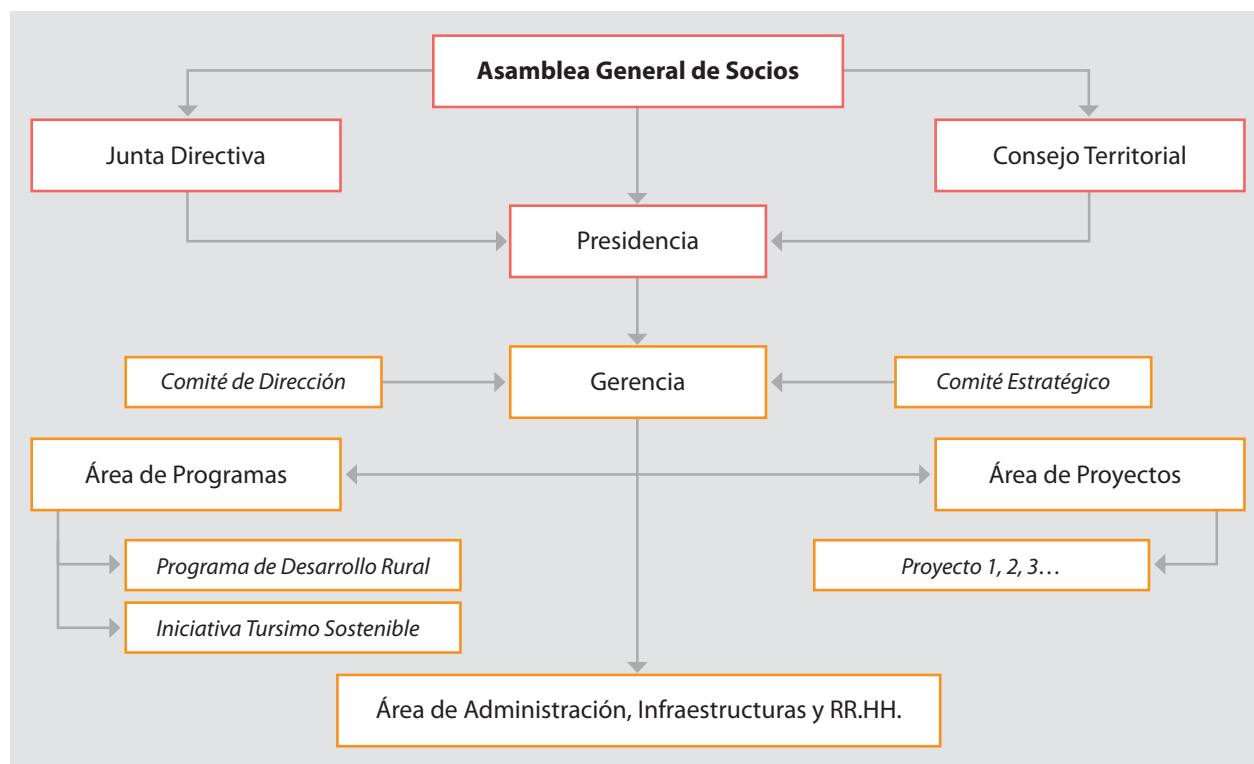 Asamblea General de Socios
Junta Directiva
Consejo Territorial
Presidencia
Comité de Dirección
Gerencia
Comité Estratégico
Área de Programas
Área de Proyectos
Programa de Desarrollo Rural
Proyecto 1, 2, 3…
Iniciativa Tursimo Sostenible
Área de Administración, Infraestructuras y RR.HH.